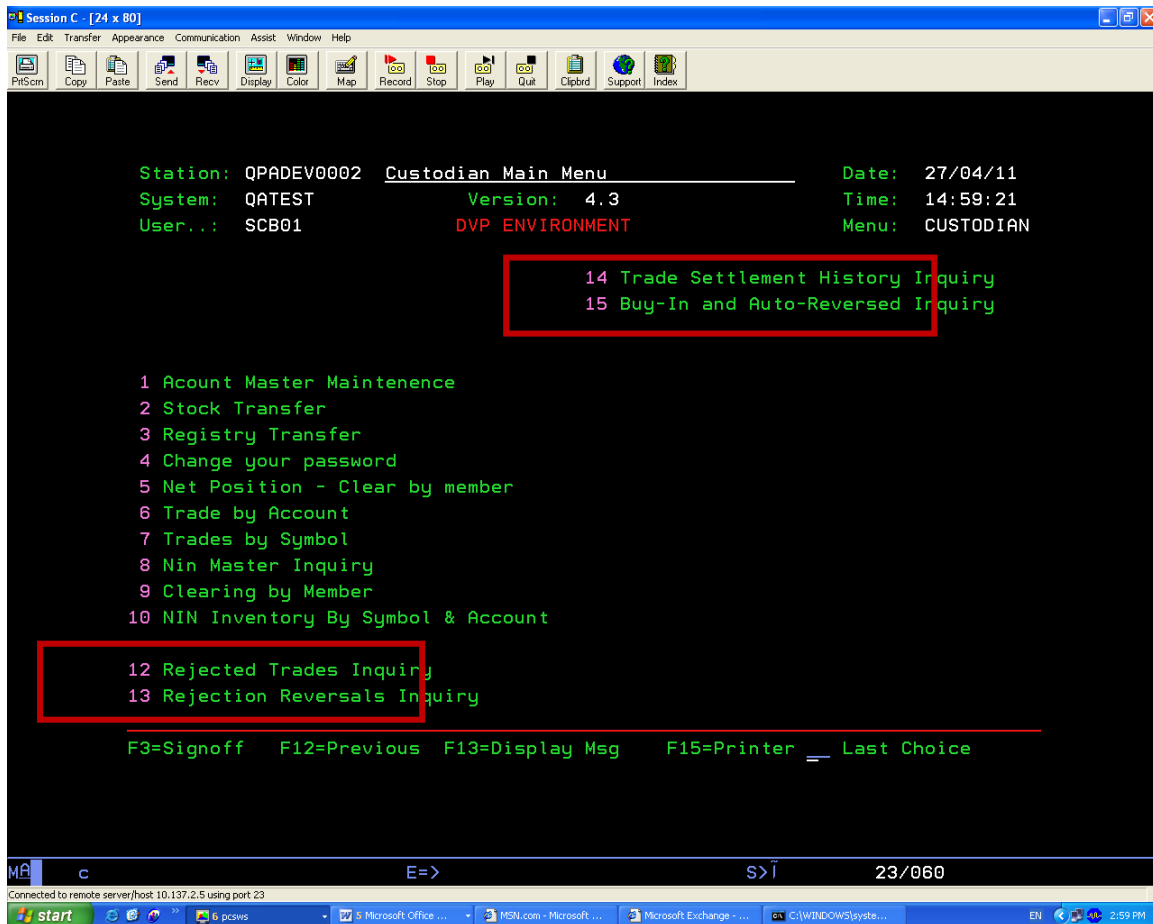 Session C - [24 x 80]
File Edit Transfer Appearance Communication Assist Window Help
PrtScrn Copy Paste Send Recv Display Color Map Record Stop Play Quit Clipbrd Support Index
Station: QPADEV0002 Custodian Main Menu Date: 27/04/11
System: QATEST Version: 4.3 Time: 14:59:21
User..: SCB01 DVP ENVIRONMENT Menu: CUSTODIAN
14 Trade Settlement History Inquiry
15 Buy-In and Auto-Reversed Inquiry
1 Acount Master Maintenence
2 Stock Transfer
3 Registry Transfer
4 Change your password
5 Net Position - Clear by member
6 Trade by Account
7 Trades by Symbol
8 Nin Master Inquiry
9 Clearing by Member
10 NIN Inventory By Symbol & Account
12 Rejected Trades Inquiry
13 Rejection Reversals Inquiry
F3=Signoff F12=Previous F13=Display Msg F15=Printer __ Last Choice
MA c E=> S>Ï 23/060
Connected to remote server/host 10.137.2.5 using port 23
start 6 pcsws 5 Microsoft Office ... MSN.com - Microsoft ... Microsoft Exchange - ... C:\WINDOWS\syste... EN 2:59 PM